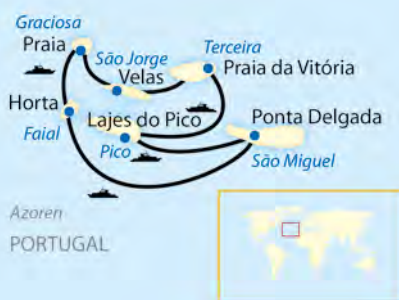 Graciosa
Praia
São Jorge
Velas
Terceira
Praia da Vitória
Horta
Faial
Lajes do Pico
Pico
Ponta Delgada
São Miguel
Azoren
PORTUGAL